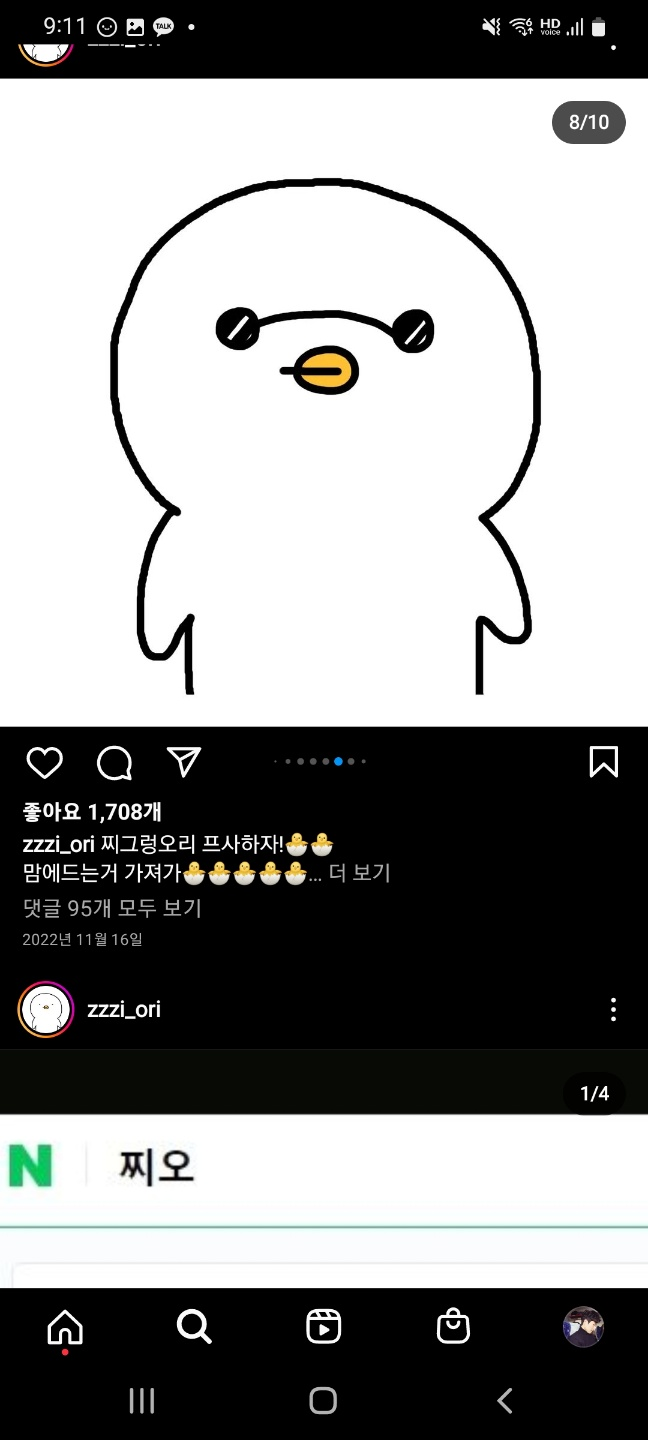 9:11 TALK HD voice
8/10
좋아요 1,708개
zzzi_ori 찌그렁오리 프사하자!🐣🐣
맘에드는거 가져가🐣🐣🐣🐣🐣... 더 보기
댓글 95개 모두 보기
2022년 11월 16일
zzzi_ori
1/4
N 찌오